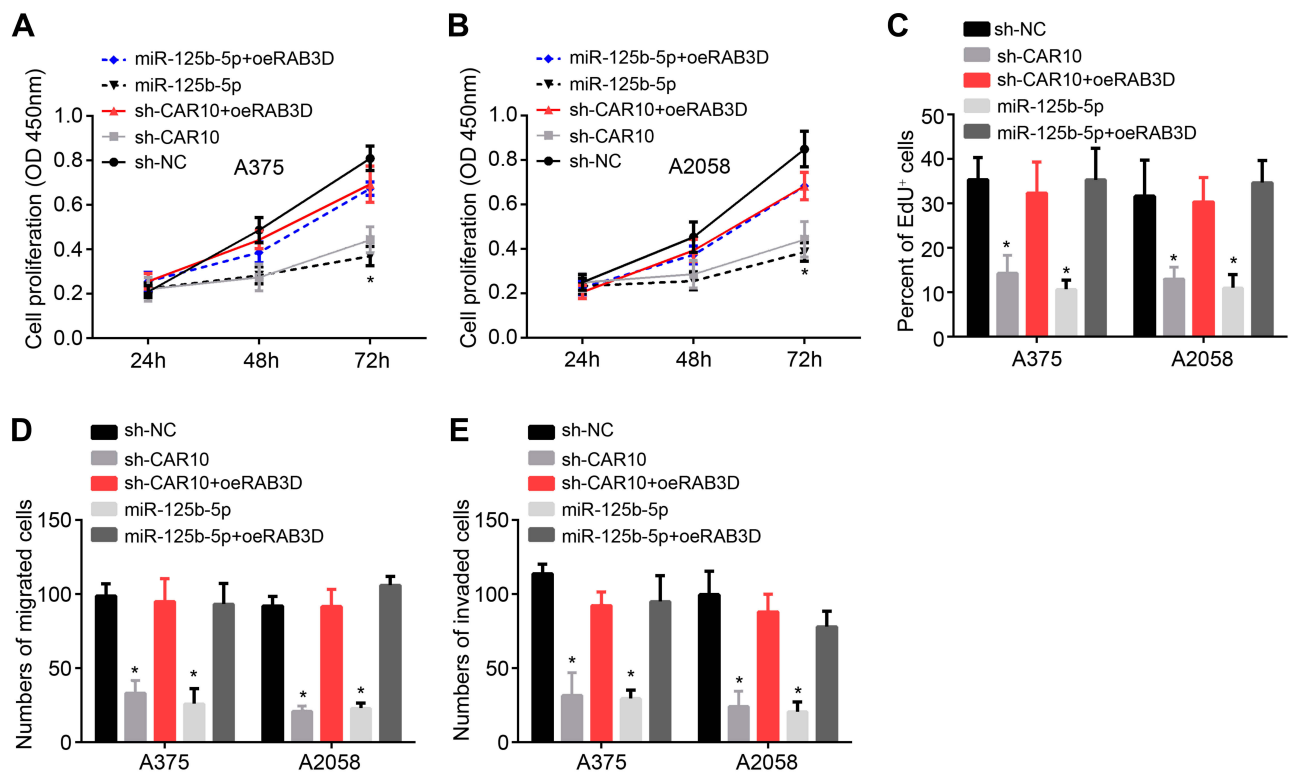 A
miR-125b-5p+oeRAB3D
miR-125b-5p
sh-CAR10+oeRAB3D
sh-CAR10
sh-NC
A375
Cell proliferation (OD 450nm)
1.0
0.8
0.6
0.4
0.2
0.0
*
24h 48h 72h
B
miR-125b-5p+oeRAB3D
miR-125b-5p
sh-CAR10+oeRAB3D
sh-CAR10
sh-NC
A2058
Cell proliferation (OD 450nm)
1.0
0.8
0.6
0.4
0.2
0.0
*
24h 48h 72h
C
sh-NC
sh-CAR10
sh-CAR10+oeRAB3D
miR-125b-5p
miR-125b-5p+oeRAB3D
Percent of EdU⁺ cells
50
40
30
20
10
0
* * * *
A375 A2058
D
sh-NC
sh-CAR10
sh-CAR10+oeRAB3D
miR-125b-5p
miR-125b-5p+oeRAB3D
Numbers of migrated cells
150
100
50
0
* * * *
A375 A2058
E
sh-NC
sh-CAR10
sh-CAR10+oeRAB3D
miR-125b-5p
miR-125b-5p+oeRAB3D
Numbers of invaded cells
150
100
50
0
* * * *
A375 A2058